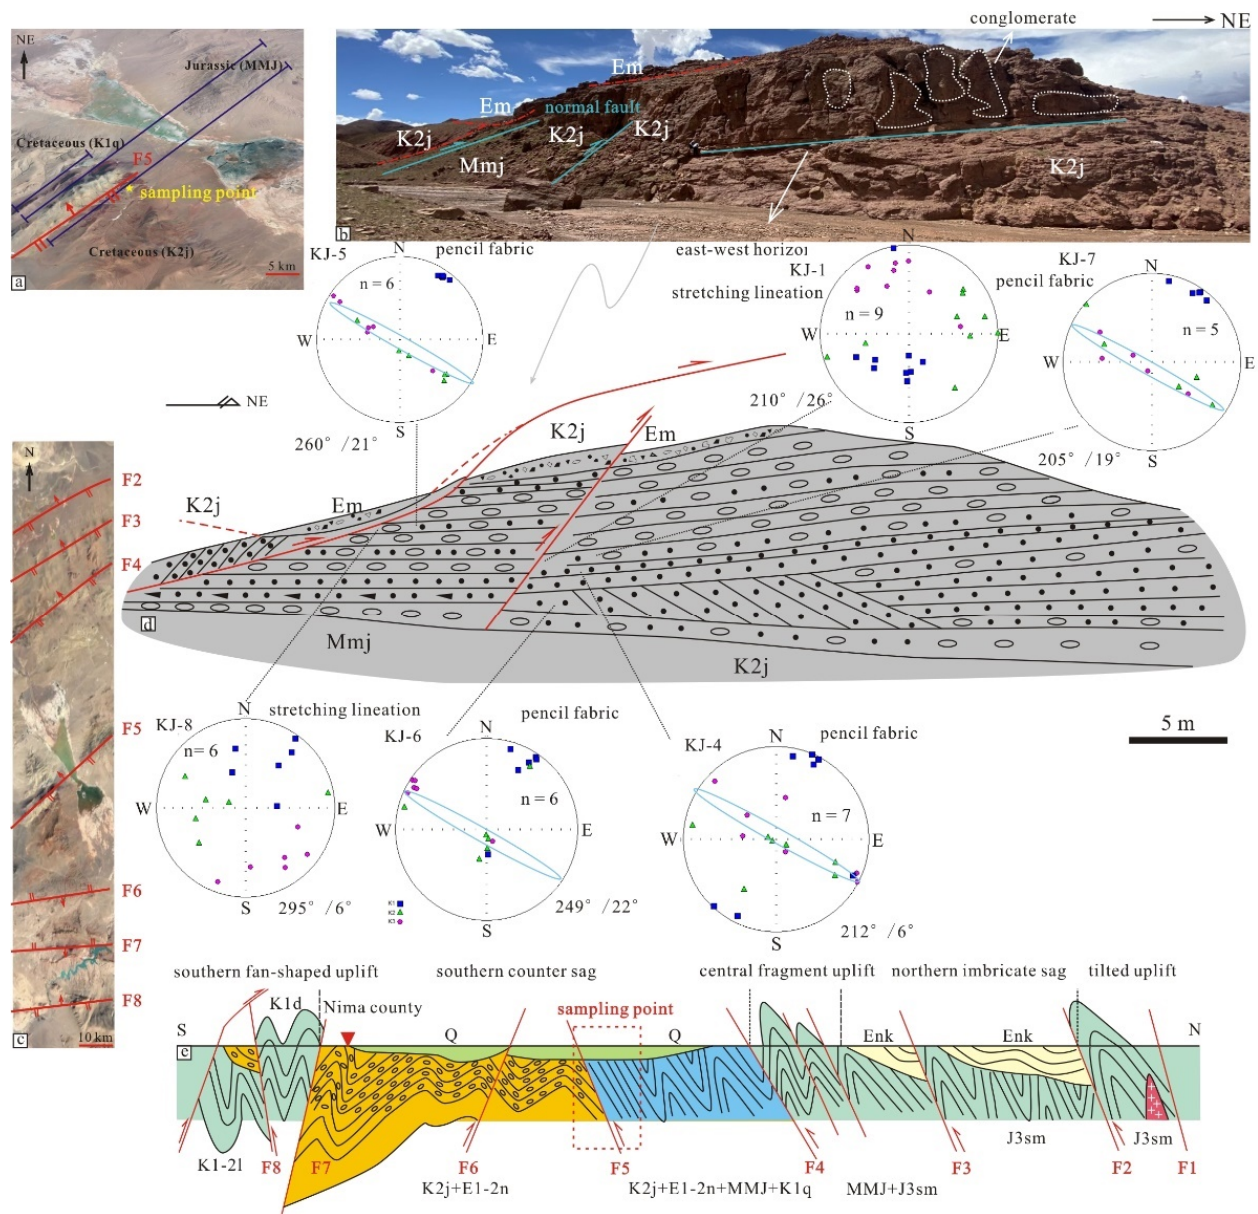 NE
Jurassic (MMJ)
Cretaceous (K1q)
F5
sampling point
Cretaceous (K2j)
5 km
a
conglomerate
NE
Em
Em
normal fault
K2j
K2j
K2j
Mmj
K2j
b
KJ-5
pencil fabric
N
n = 6
W
E
S
260° /21°
east-west horizor
KJ-1
stretching lineation
N
n = 9
W
E
S
210° /26°
KJ-7
pencil fabric
N
n = 5
W
E
S
205° /19°
NE
K2j
Em
K2j
Em
d
Mmj
K2j
N
F2
F3
F4
F5
F6
F7
F8
c
10 km
5 m
KJ-8
stretching lineation
N
n= 6
W
E
S
295° /6°
KJ-6
pencil fabric
N
n = 6
W
E
S
249° /22°
K1
K2
K3
KJ-4
pencil fabric
N
n = 7
W
E
S
212° /6°
southern fan-shaped uplift
southern counter sag
central fragment uplift
northern imbricate sag
tilted uplift
K1d
Nima county
sampling point
S
Q
Q
Enk
Enk
N
e
K1-2l
F8
F7
F6
F5
F4
F3
F2
F1
J3sm
J3sm
K2j+E1-2n
K2j+E1-2n+MMJ+K1q
MMJ+J3sm